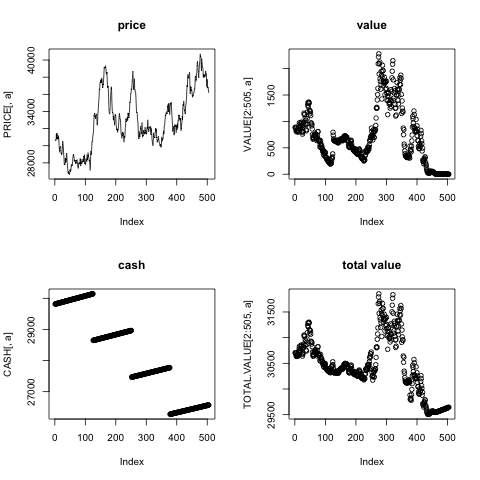 price
PRICE[, a]
28000 34000 40000
0 100 200 300 400 500
Index
value
VALUE[2:505, a]
0 500 1500
0 100 200 300 400 500
Index
cash
CASH[, a]
27000 29000
0 100 200 300 400 500
Index
total value
TOTAL.VALUE[2:505, a]
29500 30500 31500
0 100 200 300 400 500
Index